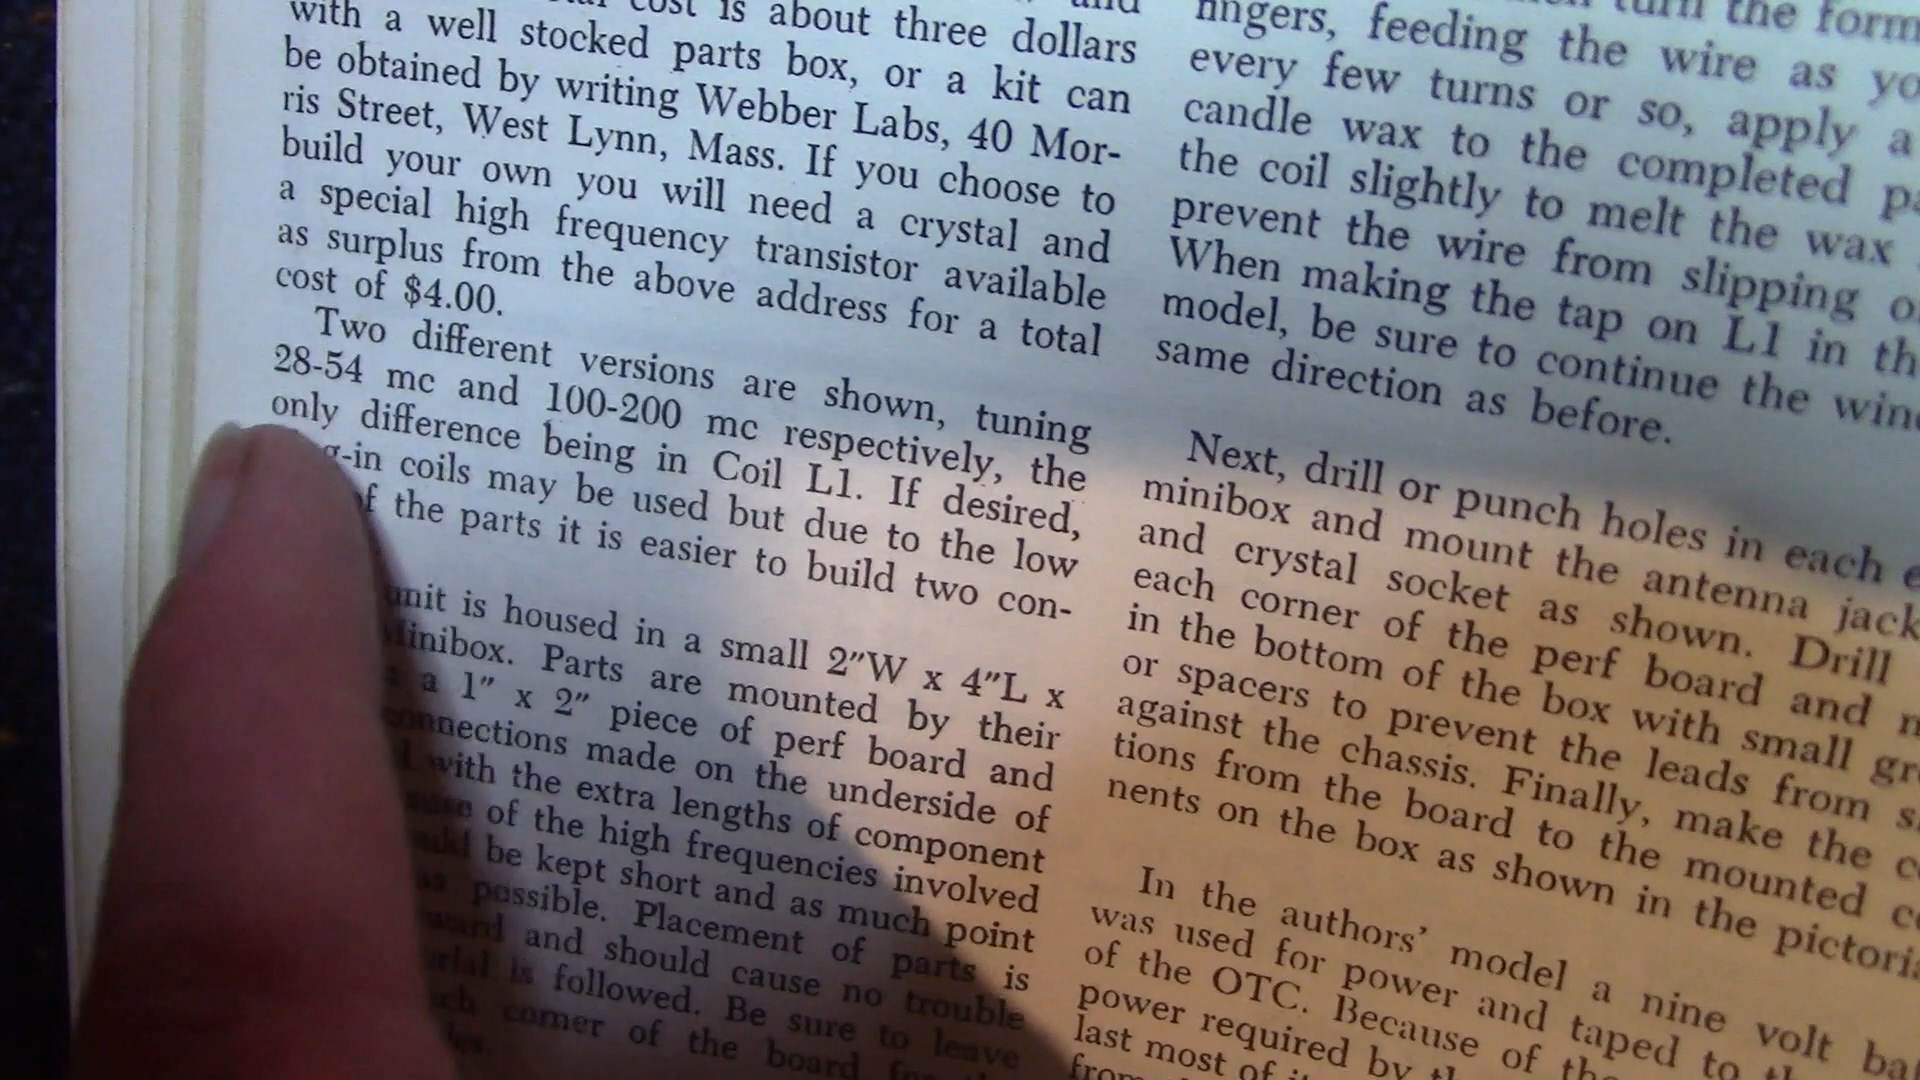 cost is about three dollars
with a well stocked parts box, or a kit can
be obtained by writing Webber Labs, 40 Mor-
ris Street, West Lynn, Mass. If you choose to
build your own you will need a crystal and
a special high frequency transistor available
as surplus from the above address for a total
cost of $4.00.
Two different versions are shown, tuning
28-54 mc and 100-200 mc respectively, the
only difference being in Coil L1. If desired,
-in coils may be used but due to the low
of the parts it is easier to build two con-
unit is housed in a small 2"W x 4"L x
Minibox. Parts are mounted by their
a 1" x 2" piece of perf board and
connections made on the underside of
with the extra lengths of component
of the high frequencies involved
be kept short and as much point
as possible. Placement of parts is
and should cause no trouble
is followed. Be sure to leave
corner of the board
turn the form
fingers, feeding the wire as
every few turns or so, apply a
candle wax to the completed
the coil slightly to melt the wax
prevent the wire from slipping
When making the tap on L1 in
model, be sure to continue the
same direction as before.
Next, drill or punch holes in each
minibox and mount the antenna jack
and crystal socket as shown. Drill
each corner of the perf board and
in the bottom of the box with small
or spacers to prevent the leads from
against the chassis. Finally, make the
tions from the board to the mounted
nents on the box as shown in the
In the authors' model a nine volt
was used for power and taped to
of the OTC. Because of
power required by
last most of
from